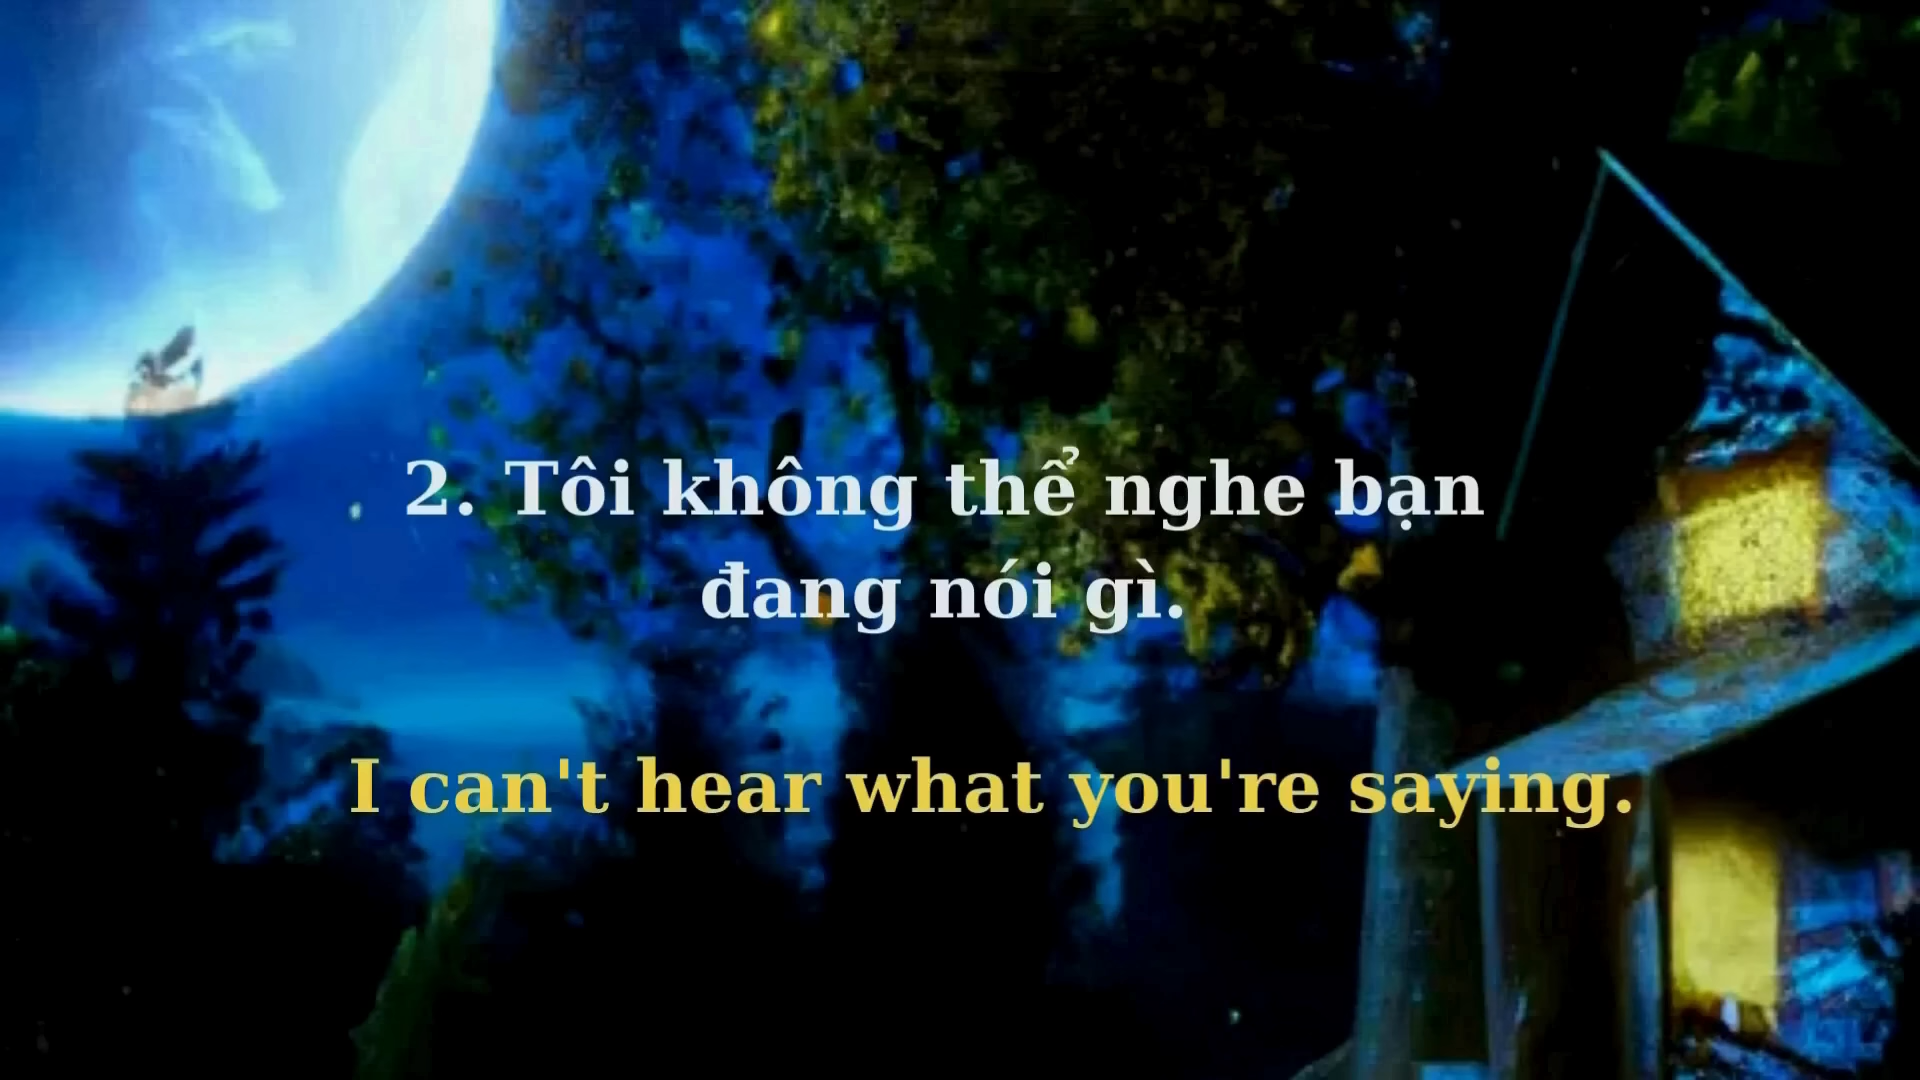 2. Tôi không thể nghe bạn
đang nói gì.
I can't hear what you're saying.